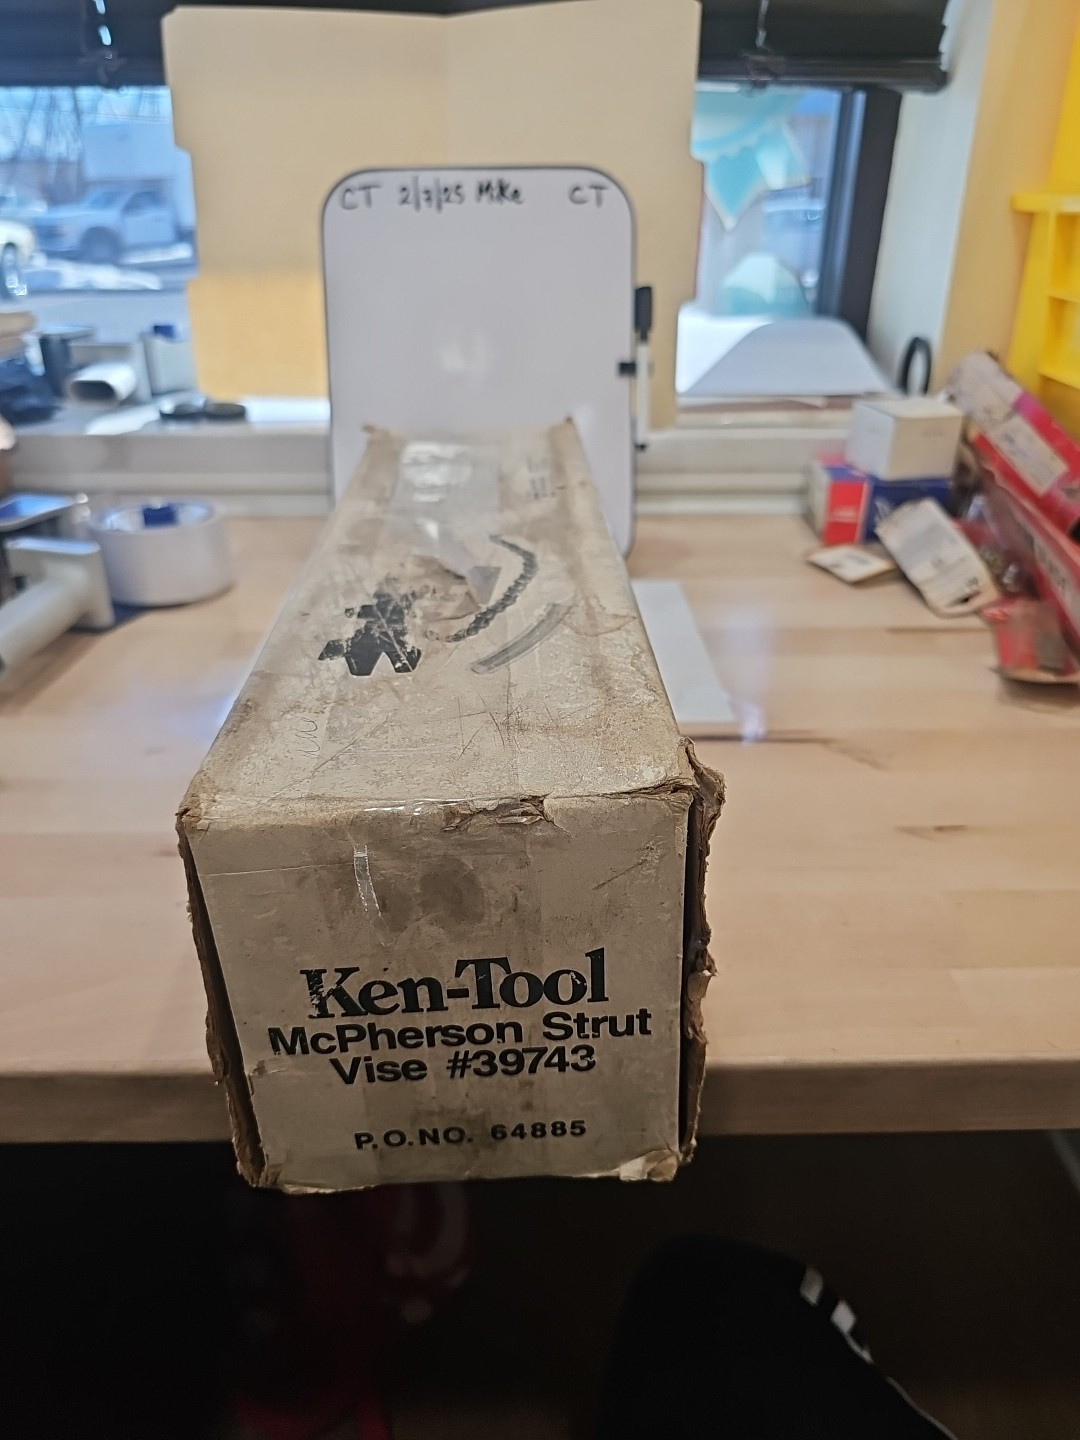 CT 2/7/25 Mike CT
Ken-Tool
McPherson Strut
Vise #39743
P.O.NO. 64885